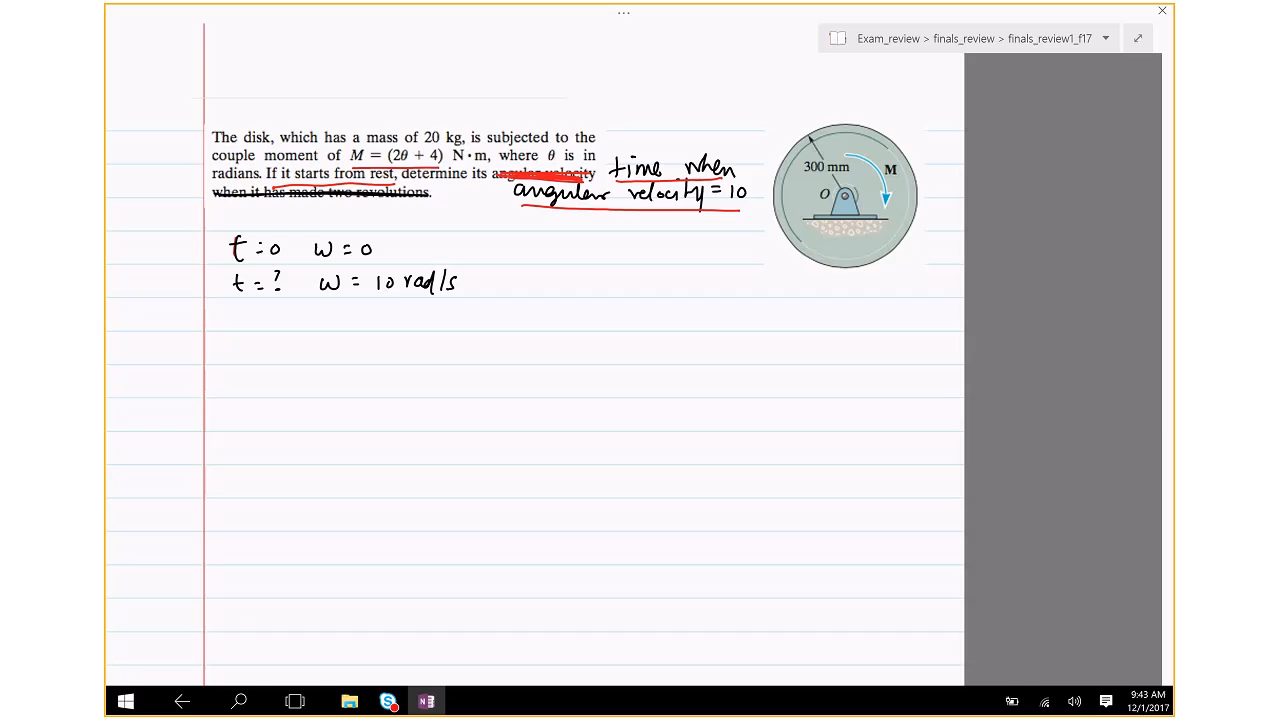 ...
Exam_review > finals_review > finals_review1_f17
The disk, which has a mass of 20 kg, is subjected to the
couple moment of M = (2θ + 4) N·m, where θ is in
radians. If it starts from rest, determine its angular velocity
when it has made two revolutions.
time when
angular velocity = 10
300 mm
M
O
t = 0 w = 0
t = ? w = 10 rad/s
N
9:43 AM
12/1/2017